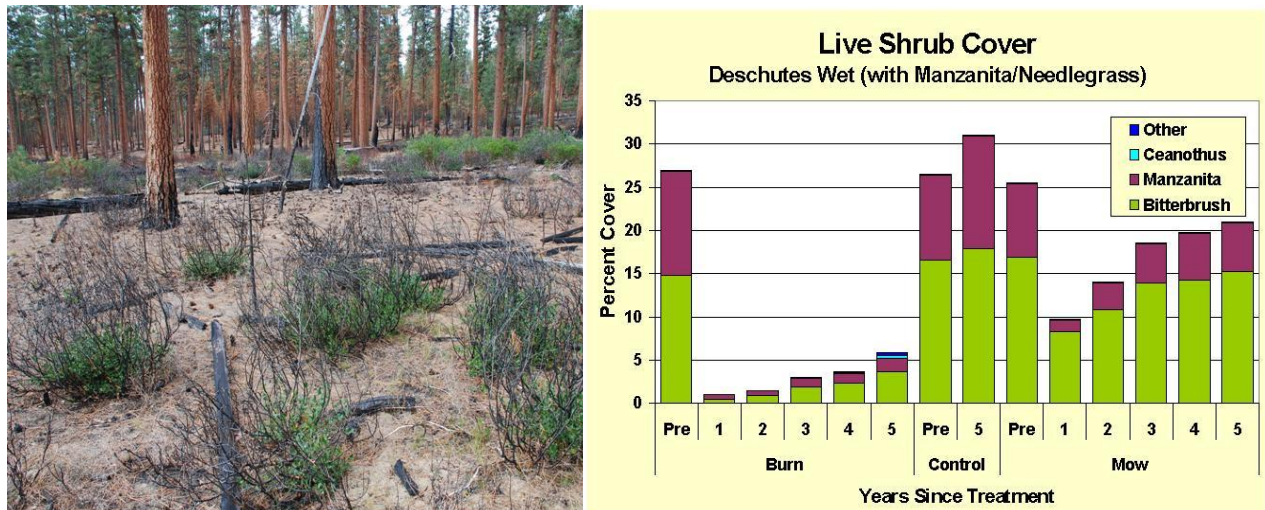 Live Shrub Cover
Deschutes Wet (with Manzanita/Needlegrass)
35
30
25
20
15
10
5
0
Percent Cover
Other
Ceanothus
Manzanita
Bitterbrush
Pre 1 2 3 4 5 Pre 5 Pre 1 2 3 4 5
Burn Control Mow
Years Since Treatment